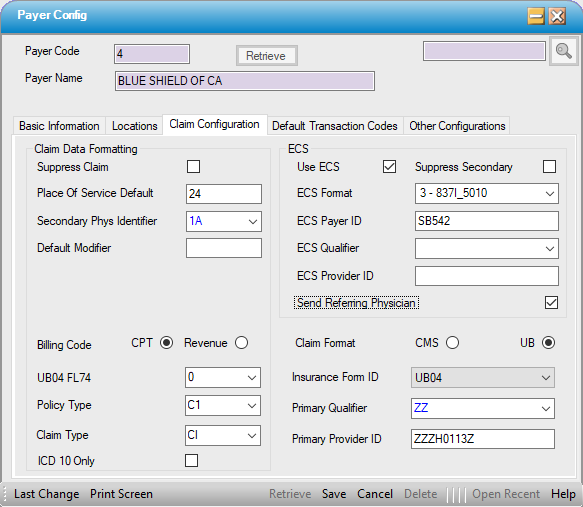 Payer Config
Payer Code 4 Retrieve
Payer Name BLUE SHIELD OF CA
Basic Information Locations Claim Configuration Default Transaction Codes Other Configurations
Claim Data Formatting ECS
Suppress Claim Use ECS Suppress Secondary
Place Of Service Default 24 ECS Format 3 - 837I_5010
Secondary Phys Identifier 1A ECS Payer ID SB542
Default Modifier ECS Qualifier
ECS Provider ID
Send Referring Physician
Billing Code CPT Revenue Claim Format CMS UB
UB04 FL74 0 Insurance Form ID UB04
Policy Type C1 Primary Qualifier ZZ
Claim Type CI Primary Provider ID ZZZH0113Z
ICD 10 Only
Last Change Print Screen Retrieve Save Cancel Delete Open Recent Help